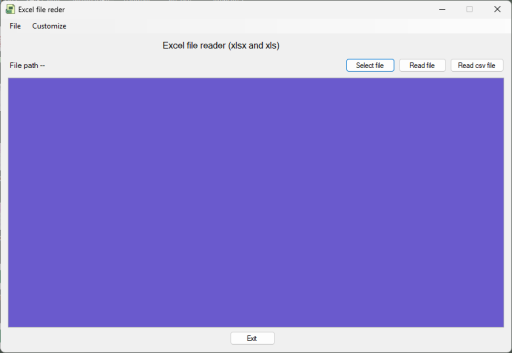 Excel file reder
File Customize
Excel file reader (xlsx and xls)
File path -- Select file Read file Read csv file
Exit